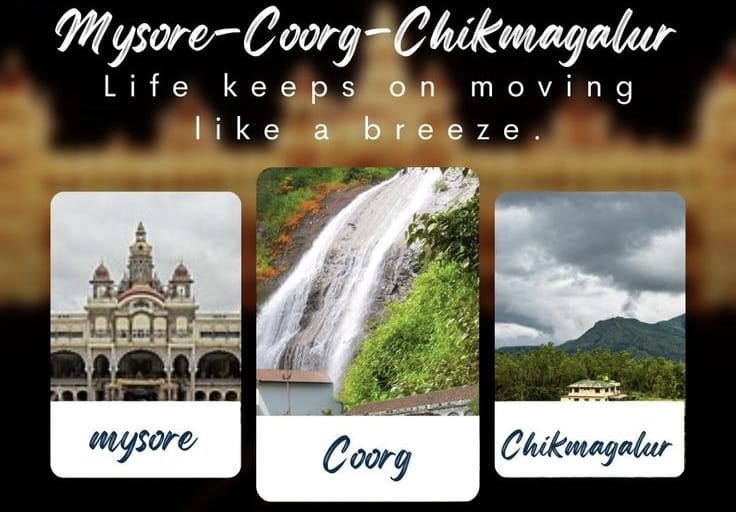 Mysore-Coorg-Chikmagalur
Life keeps on moving
like a breeze.
mysore
Coorg
Chikmagalur